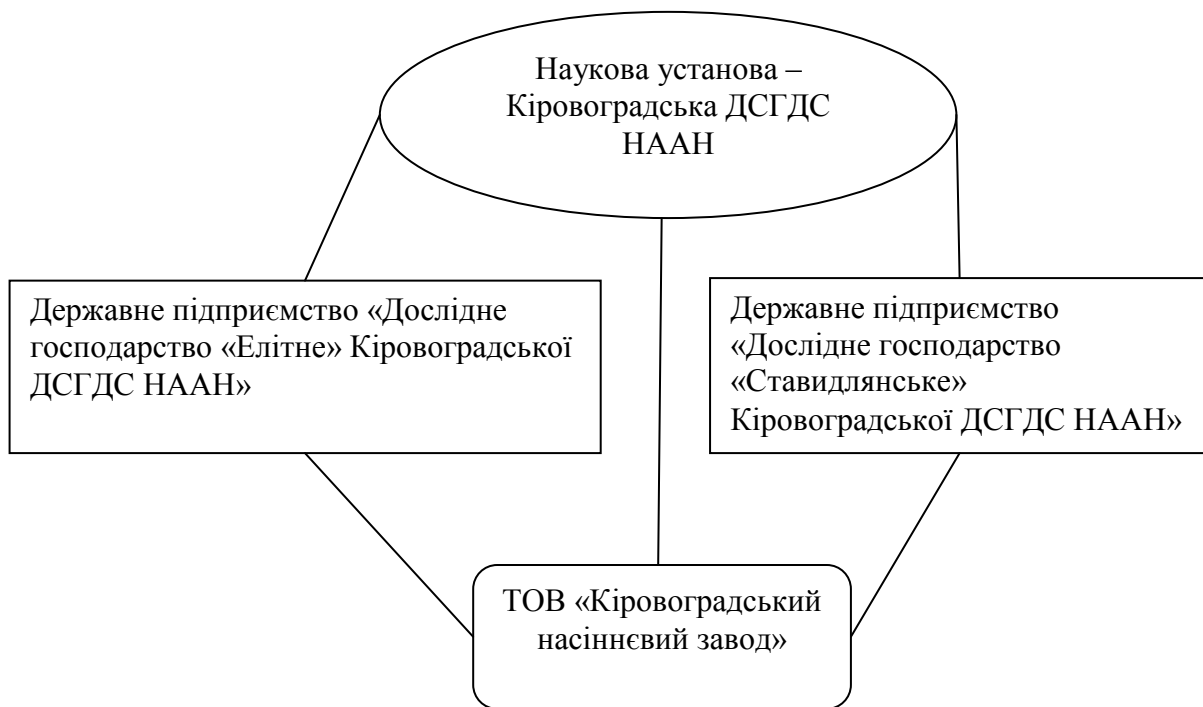 Наукова установа –
Кіровоградська ДСГДС
НААН
Державне підприємство «Дослідне
господарство «Елітне» Кіровоградської
ДСГДС НААН»
Державне підприємство
«Дослідне господарство
«Ставидлянське»
Кіровоградської ДСГДС НААН»
ТОВ «Кіровоградський
насіннєвий завод»